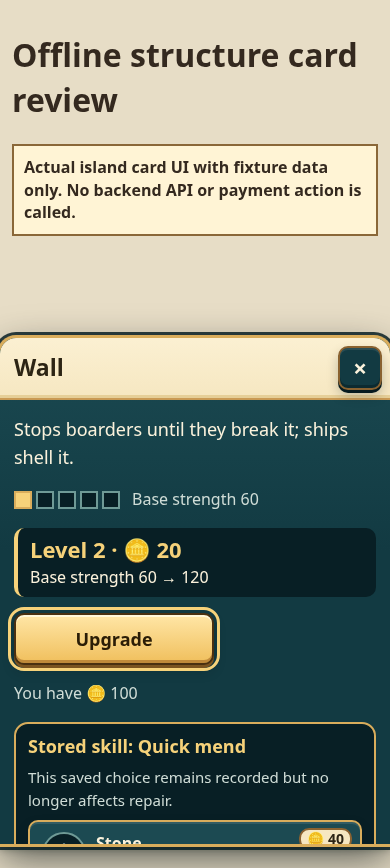 Offline structure card
review
Actual island card UI with fixture data
only. No backend API or payment action is
called.
Wall
×
Stops boarders until they break it; ships
shell it.
Base strength 60
Level 2 · 🪙 20
Base strength 60 → 120
Upgrade
You have 🪙 100
Stored skill: Quick mend
This saved choice remains recorded but no
longer affects repair.
Stone
🪙 40